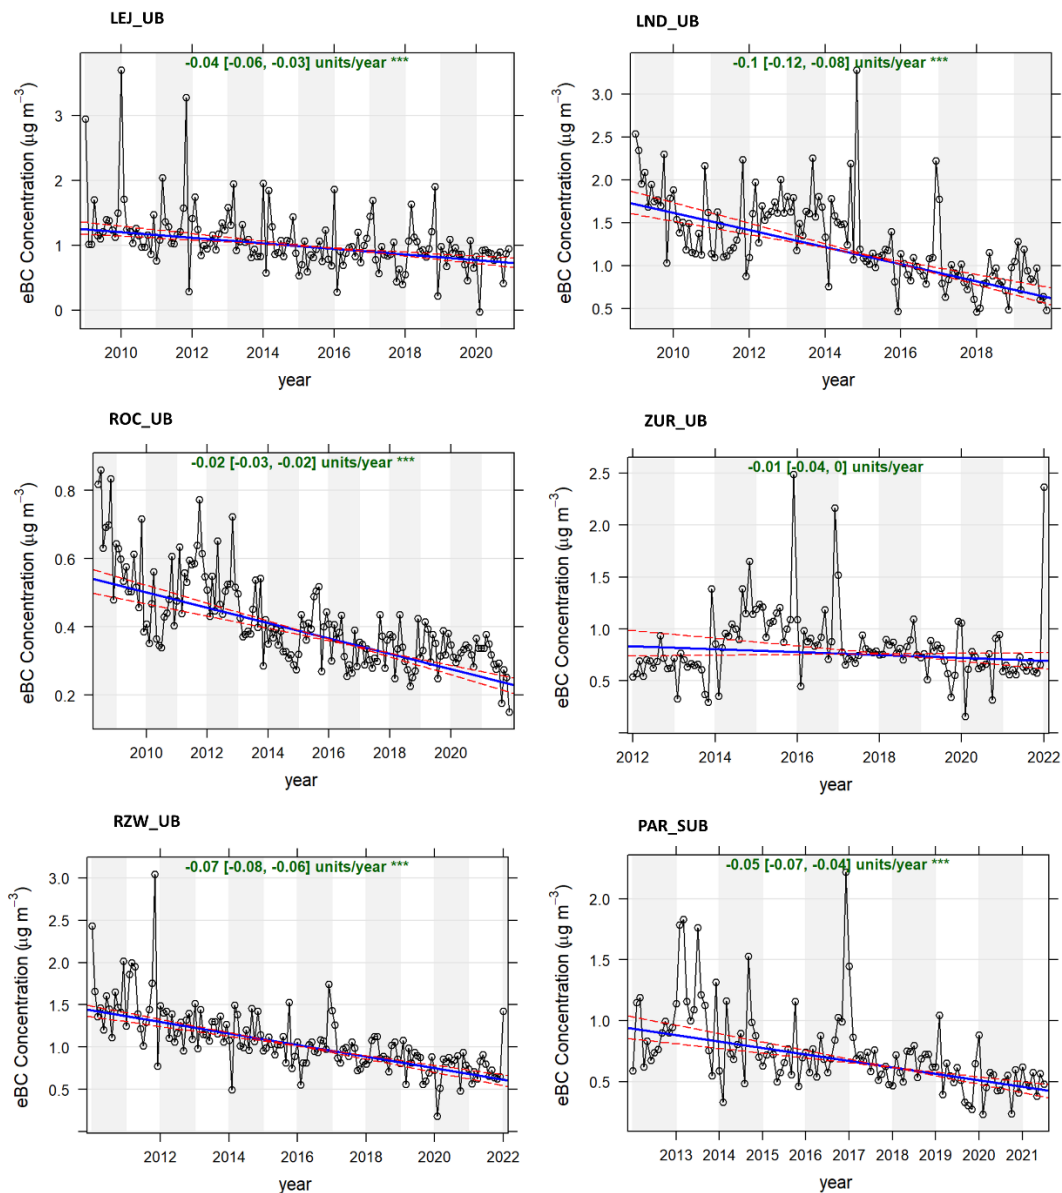 LEJ_UB
-0.04 [-0.06, -0.03] units/year ***
eBC Concentration (μg m⁻³)
3
2
1
0
2010 2012 2014 2016 2018 2020
year
LND_UB
-0.1 [-0.12, -0.08] units/year ***
eBC Concentration (μg m⁻³)
3.0
2.5
2.0
1.5
1.0
0.5
2010 2012 2014 2016 2018
year
ROC_UB
-0.02 [-0.03, -0.02] units/year ***
eBC Concentration (μg m⁻³)
0.8
0.6
0.4
0.2
2010 2012 2014 2016 2018 2020
year
ZUR_UB
-0.01 [-0.04, 0] units/year
eBC Concentration (μg m⁻³)
2.5
2.0
1.5
1.0
0.5
2012 2014 2016 2018 2020 2022
year
RZW_UB
-0.07 [-0.08, -0.06] units/year ***
eBC Concentration (μg m⁻³)
3.0
2.5
2.0
1.5
1.0
0.5
2012 2014 2016 2018 2020 2022
year
PAR_SUB
-0.05 [-0.07, -0.04] units/year ***
eBC Concentration (μg m⁻³)
2.0
1.5
1.0
0.5
2013 2014 2015 2016 2017 2018 2019 2020 2021
year